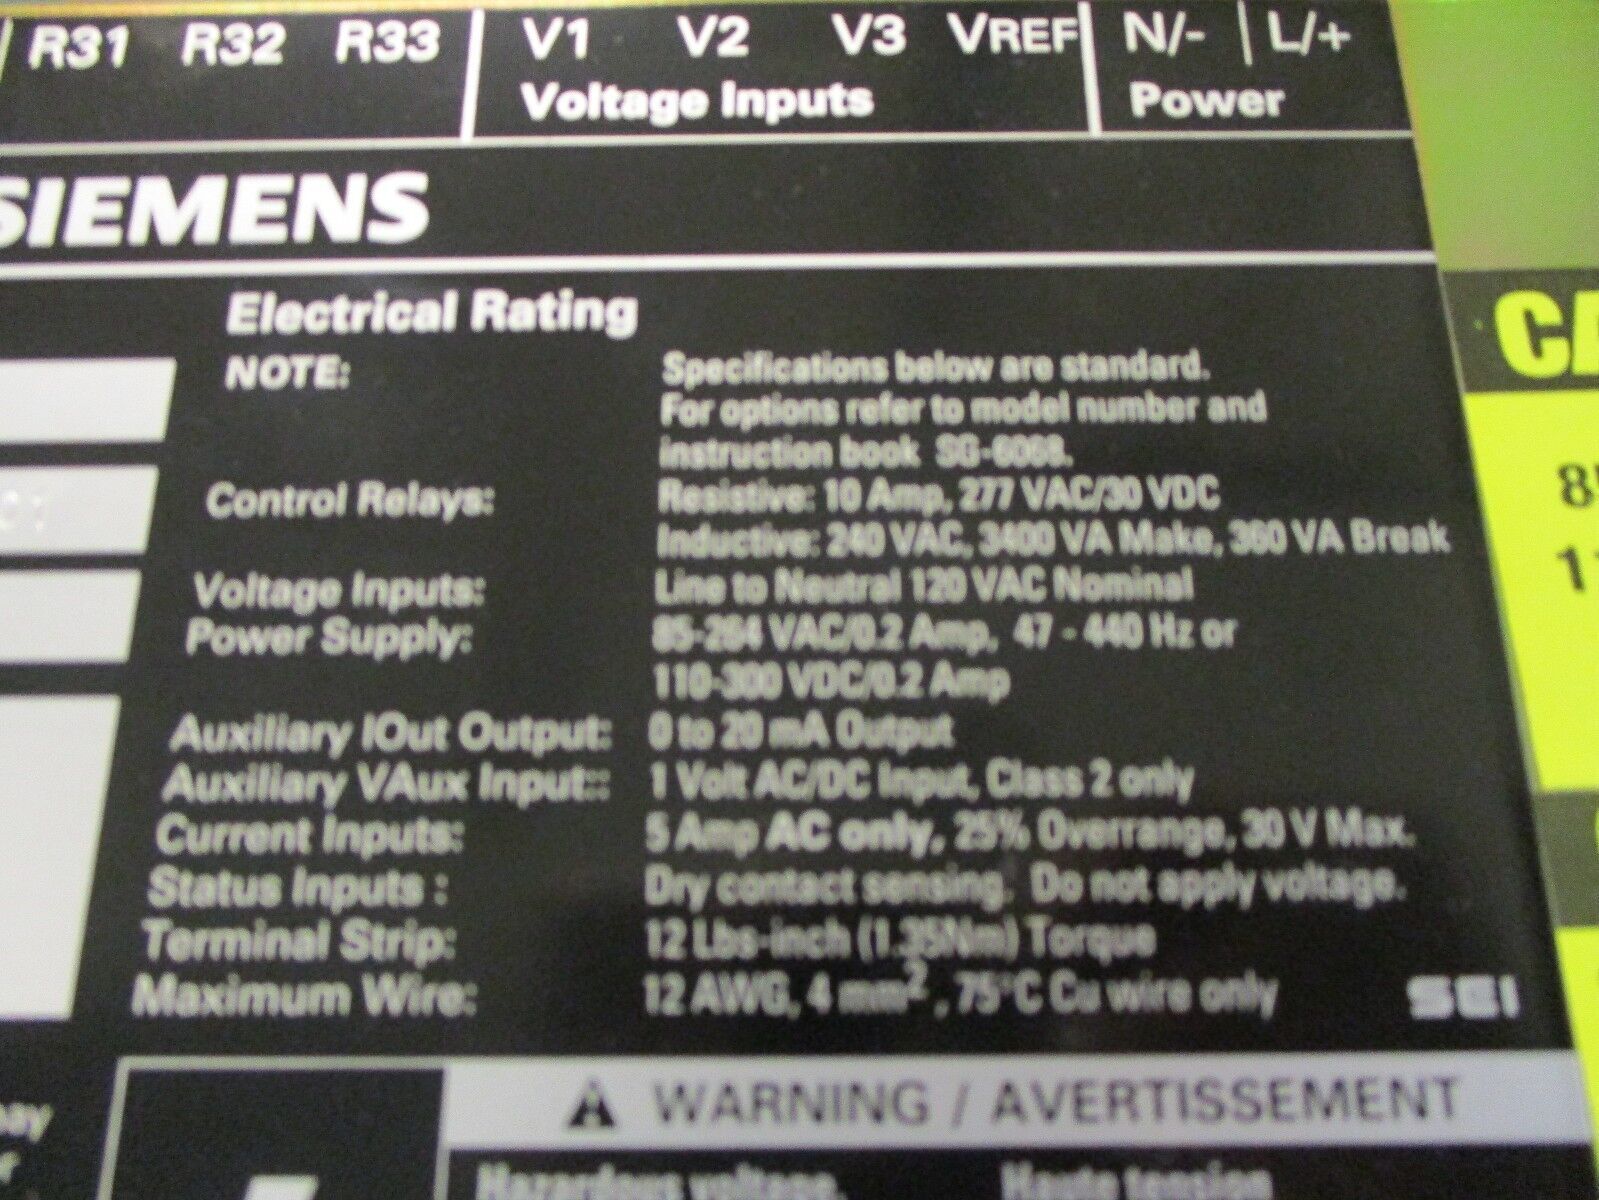 R31 R32 R33 V1 V2 V3 VREF N/- L/+
Voltage Inputs Power
SIEMENS
Electrical Rating
NOTE: Specifications below are standard.
For options refer to model number and
instruction book SG-6068.
Control Relays: Resistive: 10 Amp, 277 VAC/30 VDC
Inductive: 240 VAC, 3400 VA Make, 360 VA Break
Voltage Inputs: Line to Neutral 120 VAC Nominal
Power Supply: 85-264 VAC/0.2 Amp, 47 - 440 Hz or
110-300 VDC/0.2 Amp
Auxiliary IOut Output: 0 to 20 mA Output
Auxiliary VAux Input:: 1 Volt AC/DC Input, Class 2 only
Current Inputs: 5 Amp AC only, 25% Overrange, 30 V Max.
Status Inputs : Dry contact sensing. Do not apply voltage.
Terminal Strip: 12 Lbs-inch (1.35Nm) Torque
Maximum Wire: 12 AWG, 4 mm², 75°C Cu wire only
SEI
WARNING / AVERTISSEMENT
Hazardous voltage. Haute tension
CA
C1